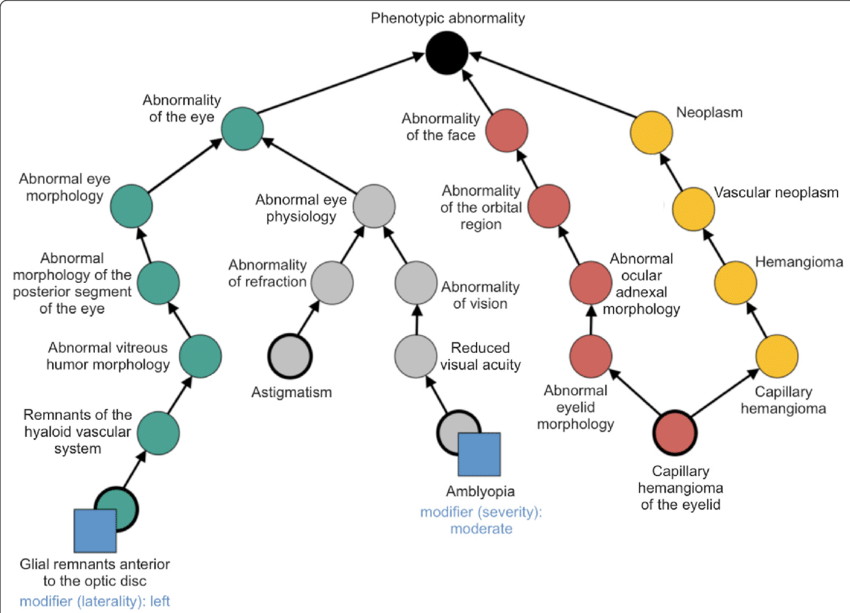 Phenotypic abnormality
Abnormality
of the eye
Abnormality
of the face
Neoplasm
Abnormal eye
morphology
Abnormal eye
physiology
Abnormality
of the orbital
region
Vascular neoplasm
Abnormal
morphology of the
posterior segment
of the eye
Abnormality
of refraction
Abnormality
of vision
Abnormal
ocular
adnexal
morphology
Hemangioma
Abnormal vitreous
humor morphology
Astigmatism
Reduced
visual acuity
Abnormal
eyelid
morphology
Capillary
hemangioma
Remnants of the
hyaloid vascular
system
Amblyopia
modifier (severity):
moderate
Capillary
hemangioma
of the eyelid
Glial remnants anterior
to the optic disc
modifier (laterality): left